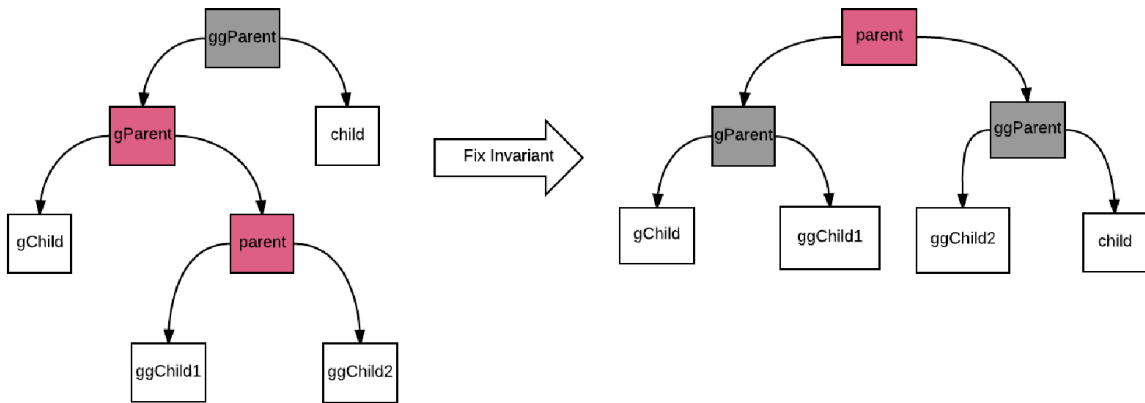 ggParent
gParent
child
gChild
parent
ggChild1
ggChild2
Fix Invariant
parent
gParent
ggParent
gChild
ggChild1
ggChild2
child